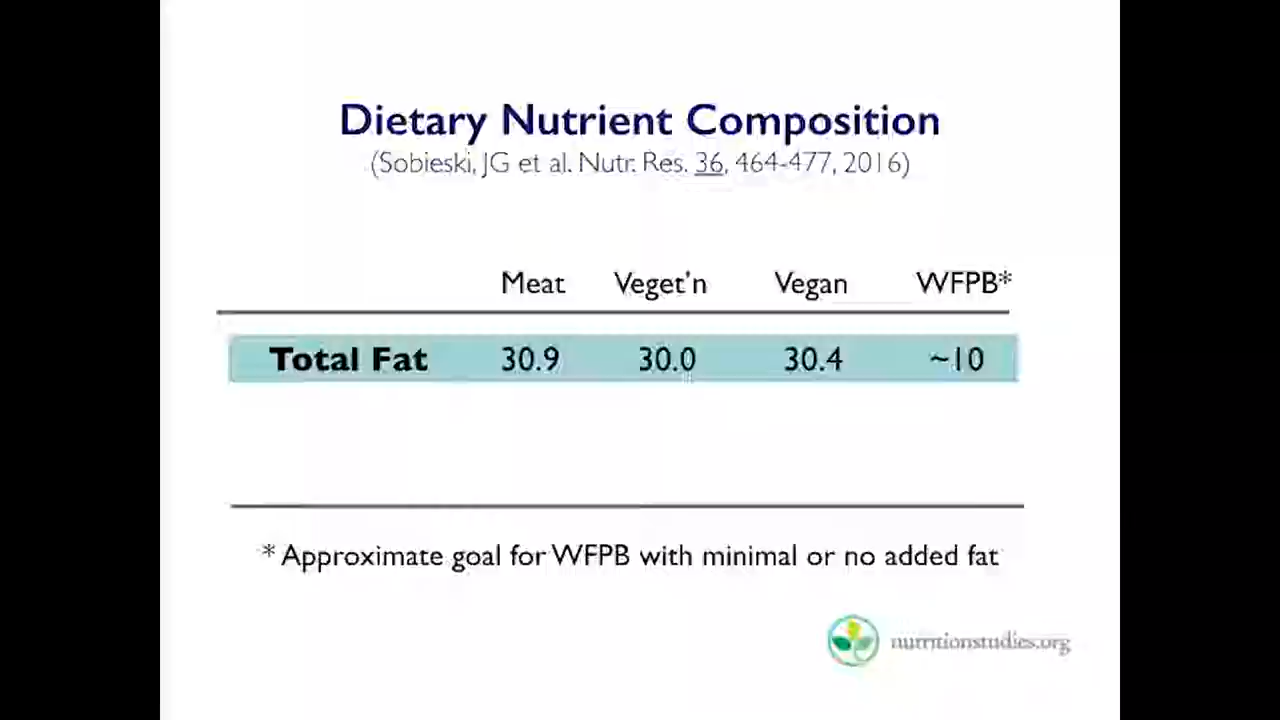 Dietary Nutrient Composition
(Sobieski, JG et al. Nutr. Res. 36, 464-477, 2016)
Meat Veget'n Vegan WFPB*
Total Fat 30.9 30.0 30.4 ~10
* Approximate goal for WFPB with minimal or no added fat
nutritionstudies.org